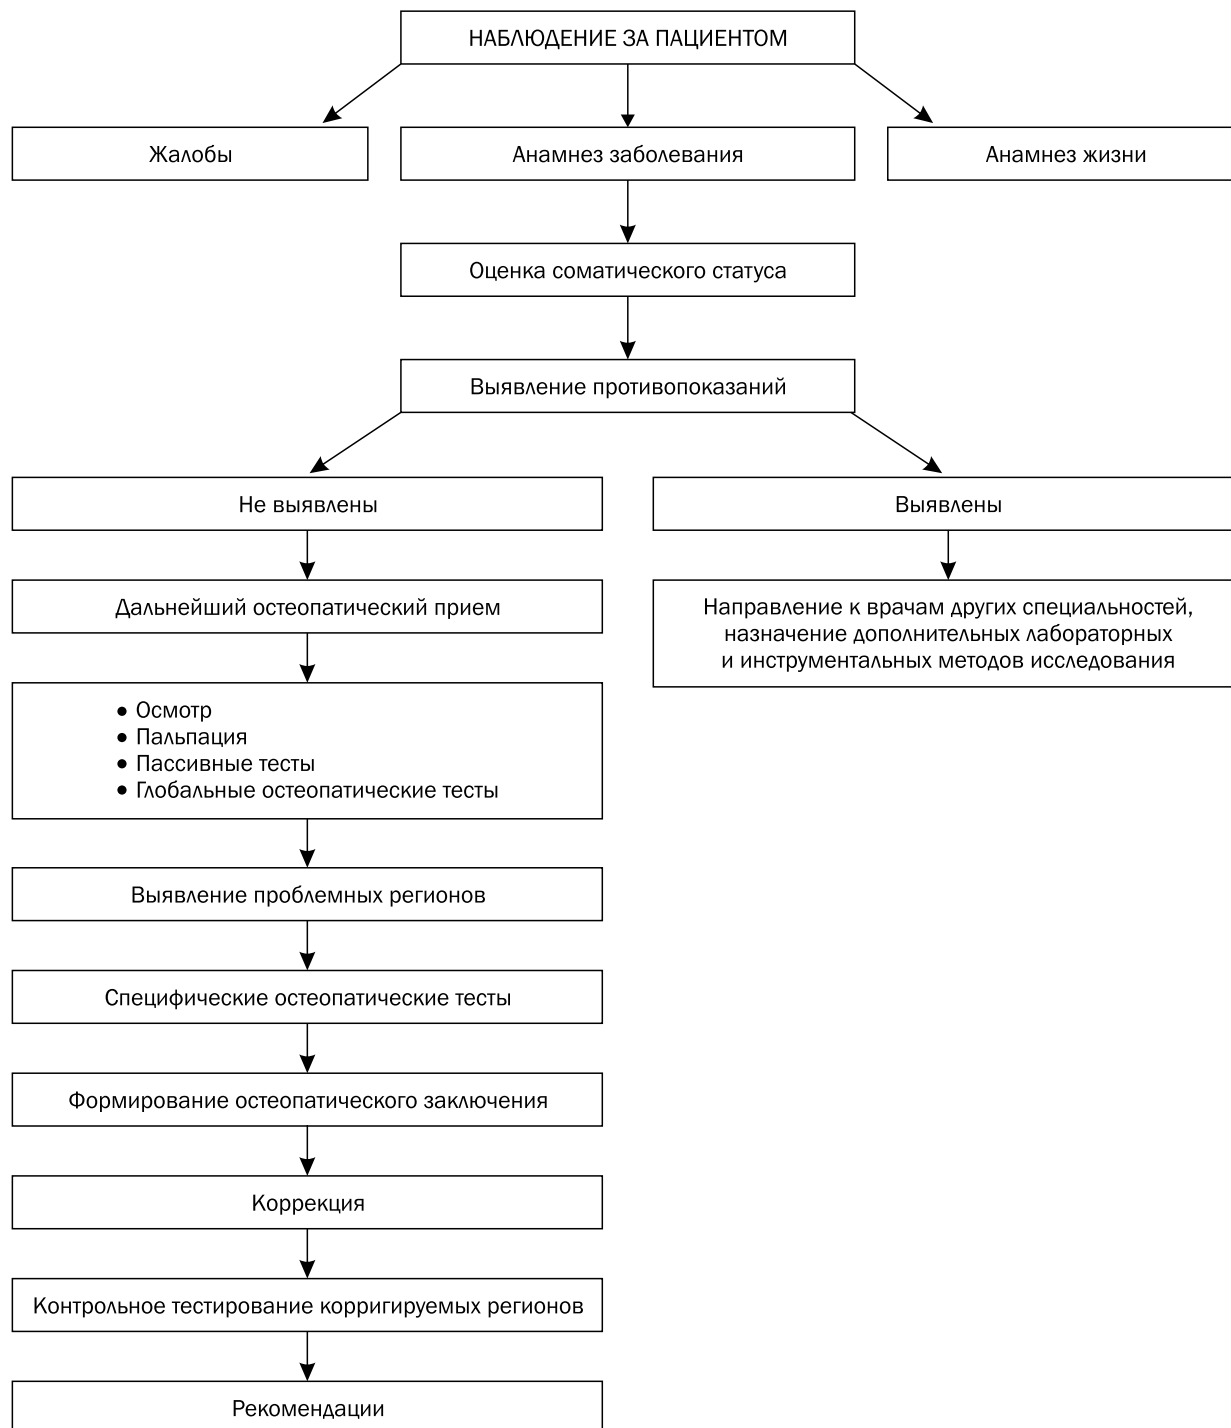 НАБЛЮДЕНИЕ ЗА ПАЦИЕНТОМ
Жалобы
Анамнез заболевания
Анамнез жизни
Оценка соматического статуса
Выявление противопоказаний
Не выявлены
Выявлены
Дальнейший остеопатический прием
Направление к врачам других специальностей,
назначение дополнительных лабораторных
и инструментальных методов исследования
• Осмотр
• Пальпация
• Пассивные тесты
• Глобальные остеопатические тесты
Выявление проблемных регионов
Специфические остеопатические тесты
Формирование остеопатического заключения
Коррекция
Контрольное тестирование корригируемых регионов
Рекомендации